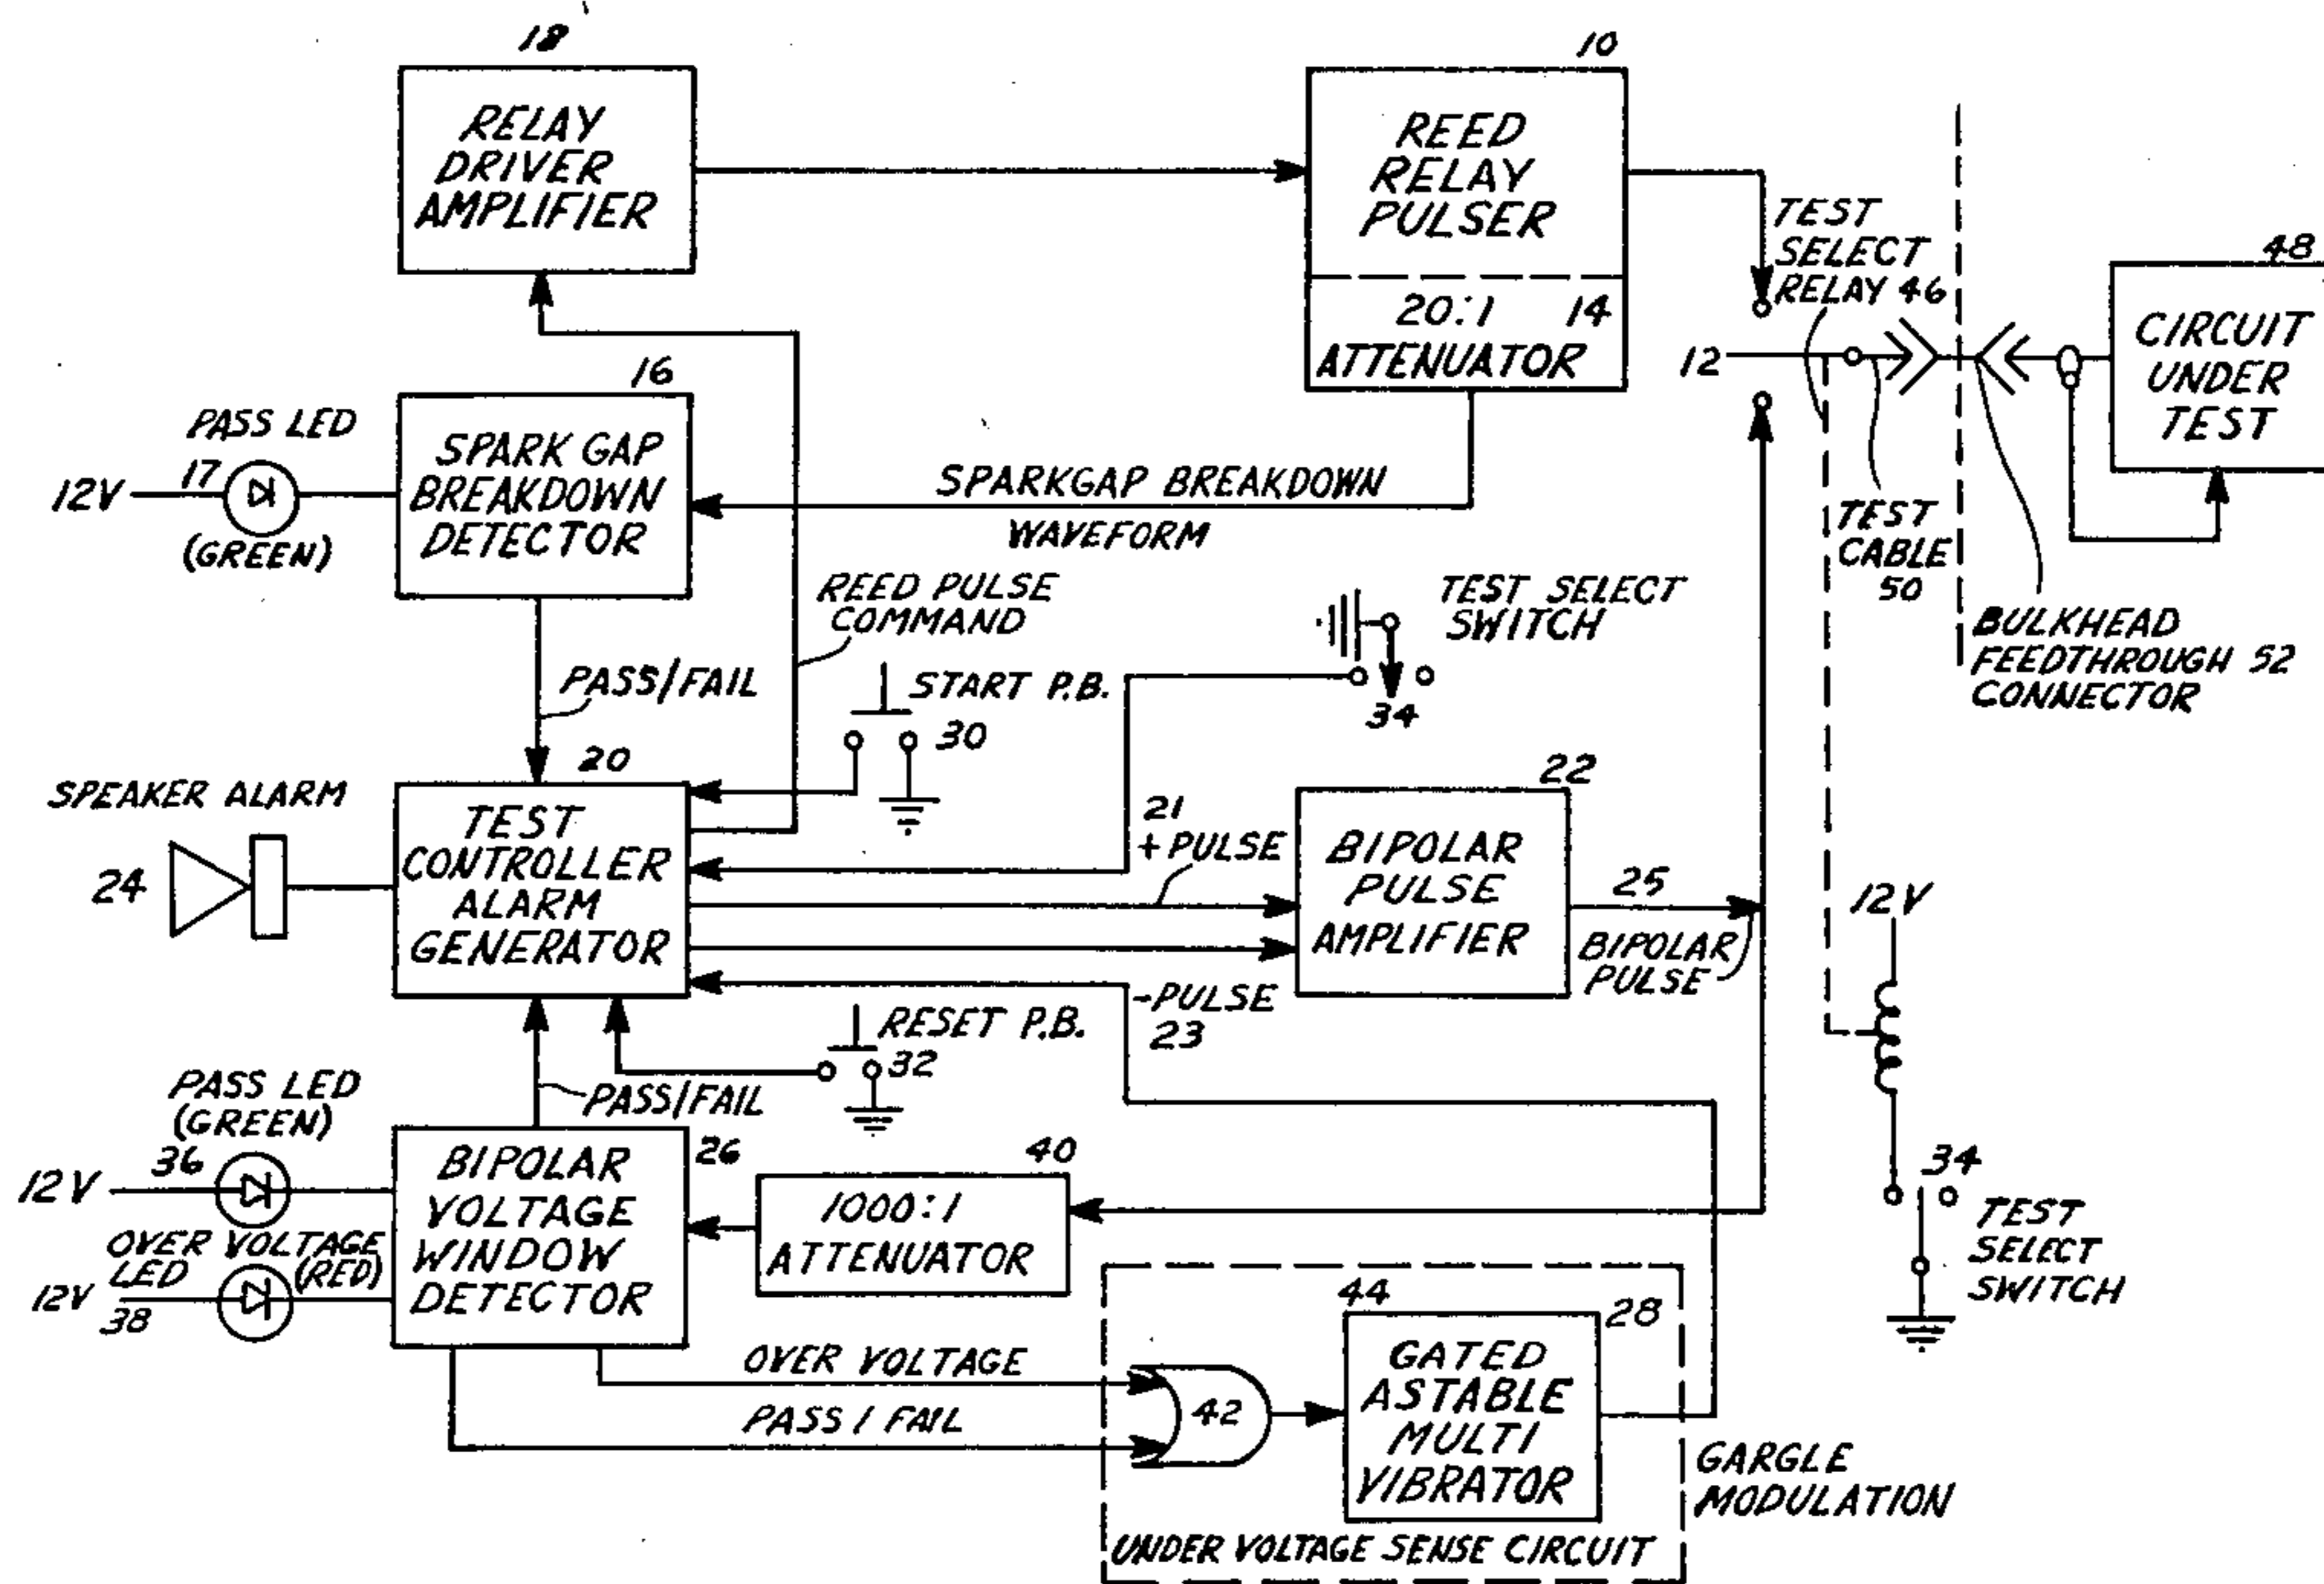 18
RELAY
DRIVER
AMPLIFIER
10
REED
RELAY
PULSER
20:1 14
ATTENUATOR
TEST
SELECT
RELAY 46
12
48
CIRCUIT
UNDER
TEST
16
PASS LED
17
12V
(GREEN)
SPARK GAP
BREAKDOWN
DETECTOR
SPARKGAP BREAKDOWN
WAVEFORM
TEST
CABLE
50
BULKHEAD
FEEDTHROUGH 52
CONNECTOR
REED PULSE
COMMAND
TEST SELECT
SWITCH
34
PASS/FAIL
START P.B.
30
20
SPEAKER ALARM
24
TEST
CONTROLLER
ALARM
GENERATOR
21
+PULSE
22
BIPOLAR
PULSE
AMPLIFIER
25
BIPOLAR
PULSE
12V
-PULSE
23
RESET P.B.
32
PASS/FAIL
PASS LED
(GREEN)
36
12V
OVER VOLTAGE
LED (RED)
12V
38
26
BIPOLAR
VOLTAGE
WINDOW
DETECTOR
40
1000:1
ATTENUATOR
34
TEST
SELECT
SWITCH
OVER VOLTAGE
PASS/FAIL
42
44
28
GATED
ASTABLE
MULTI
VIBRATOR
GARGLE
MODULATION
UNDER VOLTAGE SENSE CIRCUIT